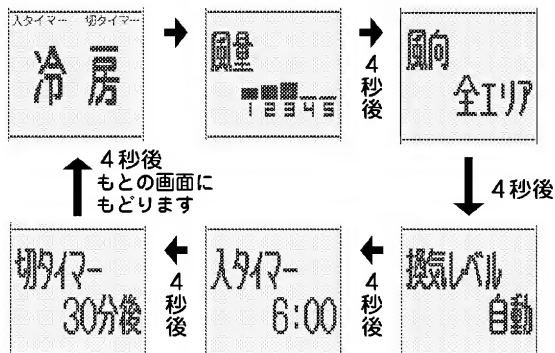 入タイマー 切タイマー
冷房
風量
1 2 3 4 5
4秒後
風向
全エリア
4秒後
換気レベル
自動
4秒後
入タイマー
6:00
4秒後
切タイマー
30分後
4秒後
もとの画面に
もどります